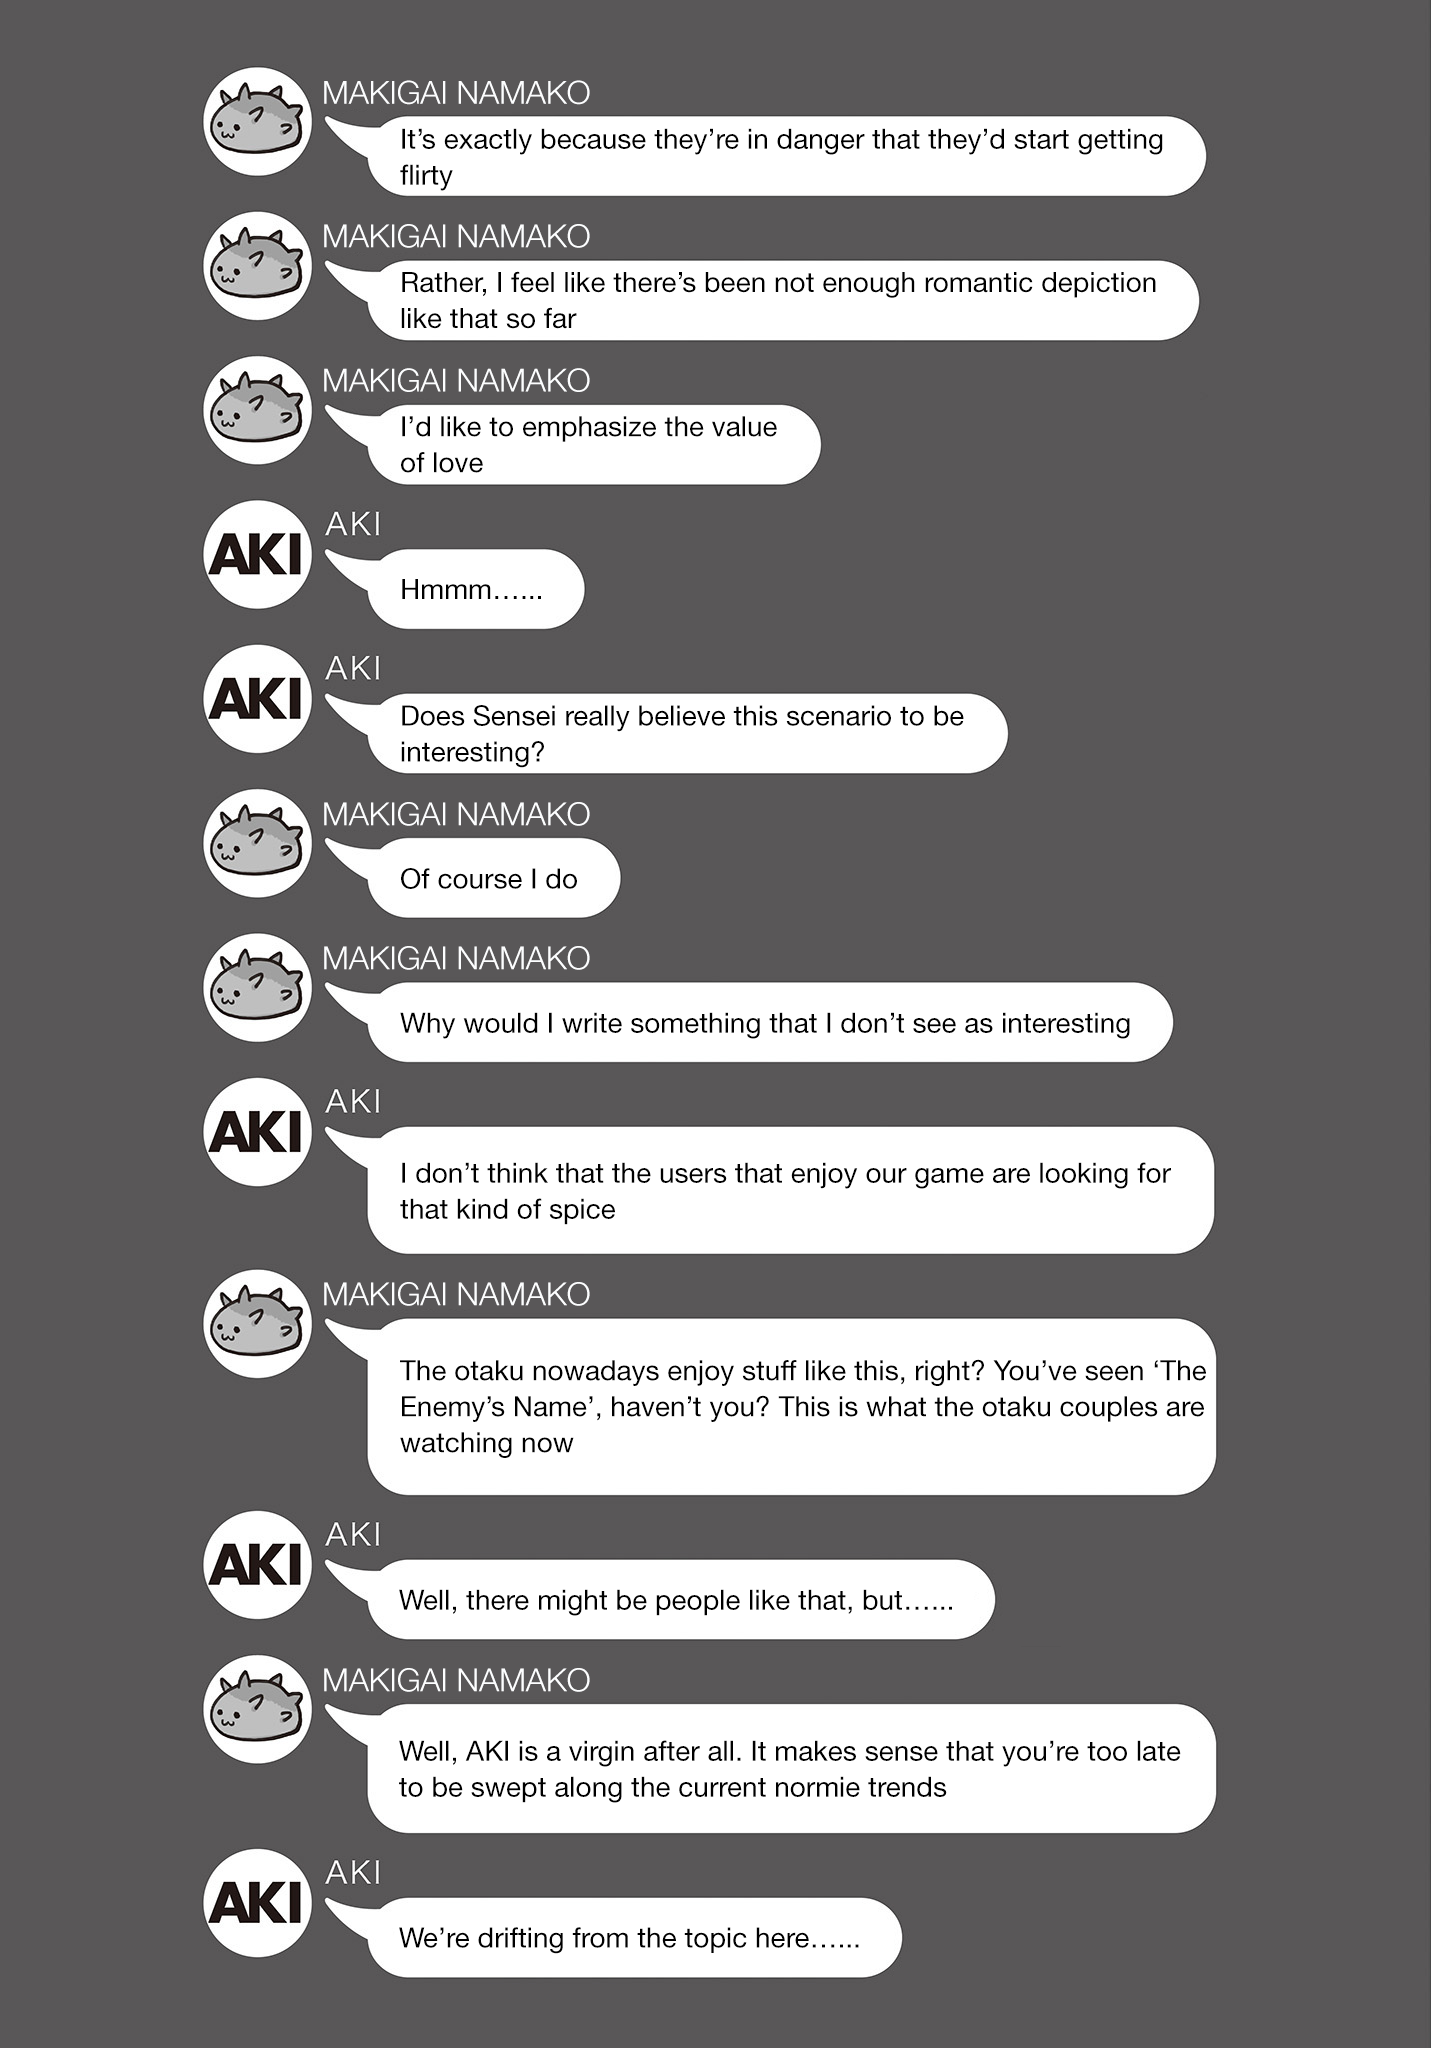 MAKIGAI NAMAKO
It’s exactly because they’re in danger that they’d start getting
flirty
MAKIGAI NAMAKO
Rather, I feel like there’s been not enough romantic depiction
like that so far
MAKIGAI NAMAKO
I’d like to emphasize the value
of love
AKI
AKI
Hmmm…...
AKI
AKI
Does Sensei really believe this scenario to be
interesting?
MAKIGAI NAMAKO
Of course I do
MAKIGAI NAMAKO
Why would I write something that I don’t see as interesting
AKI
AKI
I don’t think that the users that enjoy our game are looking for
that kind of spice
MAKIGAI NAMAKO
The otaku nowadays enjoy stuff like this, right? You’ve seen ‘The
Enemy’s Name’, haven’t you? This is what the otaku couples are
watching now
AKI
AKI
Well, there might be people like that, but…...
MAKIGAI NAMAKO
Well, AKI is a virgin after all. It makes sense that you’re too late
to be swept along the current normie trends
AKI
AKI
We’re drifting from the topic here…...